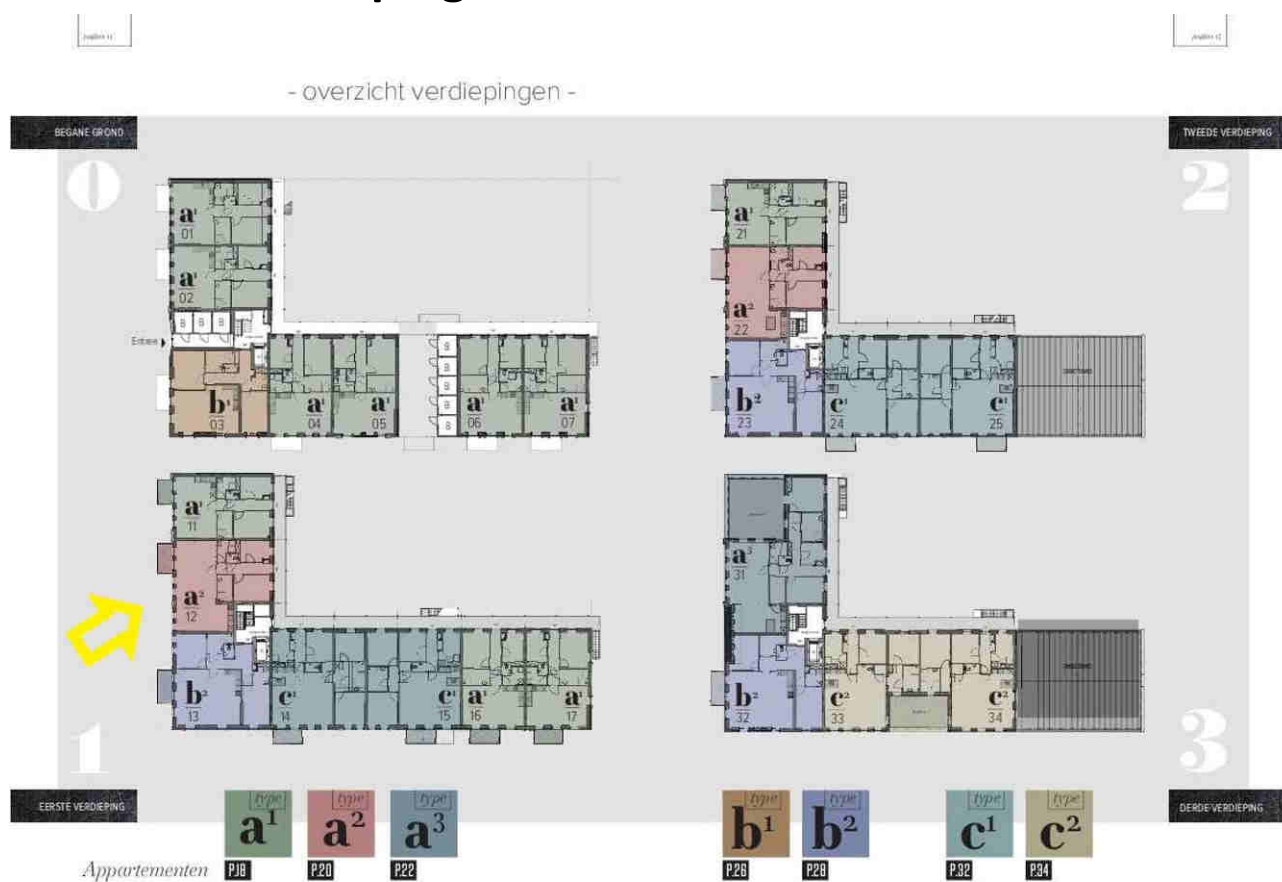 - overzicht verdiepingen -
BEGANE GROND
TWEEDE VERDIEPING
0
2
a¹
01
a¹
02
Entree
b¹
03
a¹
04
a¹
05
a¹
06
a¹
07
a¹
21
a²
22
b²
23
c¹
24
c¹
25
a¹
11
a²
12
b²
13
c¹
14
c¹
15
a¹
16
a¹
17
a³
31
b²
32
c²
33
c²
34
1
3
EERSTE VERDIEPING
DERDE VERDIEPING
type
a¹
type
a²
type
a³
type
b¹
type
b²
type
c¹
type
c²
Appartementen
P.18
P.20
P.22
P.26
P.28
P.32
P.34